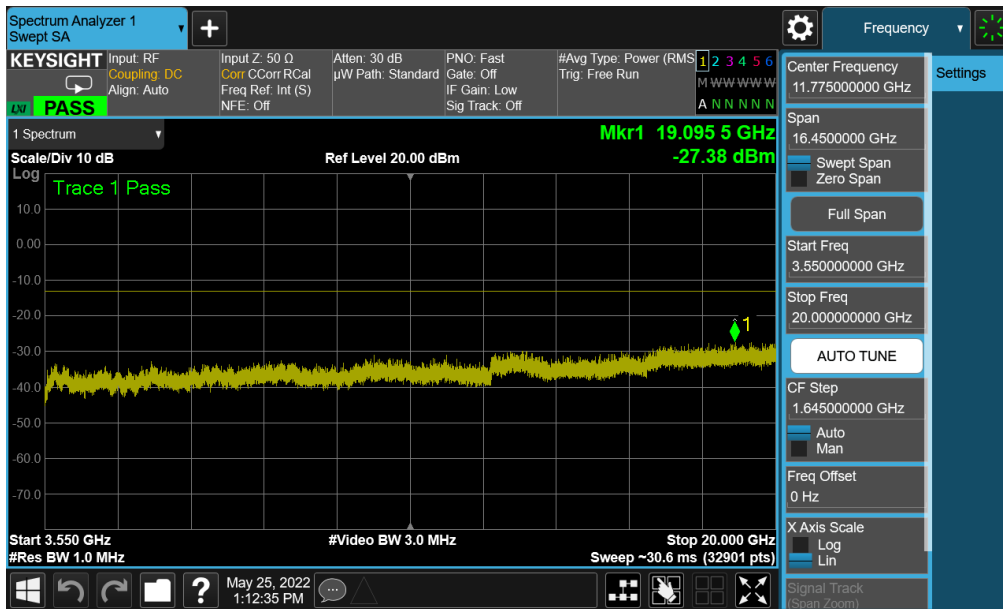 Spectrum Analyzer 1
Swept SA
Frequency
KEYSIGHT
LXI PASS
Input: RF
Coupling: DC
Align: Auto
Input Z: 50 Ω
Corr CCorr RCal
Freq Ref: Int (S)
NFE: Off
Atten: 30 dB
µW Path: Standard
PNO: Fast
Gate: Off
IF Gain: Low
Sig Track: Off
#Avg Type: Power (RMS
Trig: Free Run
1 2 3 4 5 6
M W W W W W
A N N N N N
1 Spectrum
Scale/Div 10 dB
Ref Level 20.00 dBm
Mkr1 19.095 5 GHz
-27.38 dBm
Log
Trace 1 Pass
10.0
0.00
-10.0
-20.0
-30.0
-40.0
-50.0
-60.0
-70.0
1
Start 3.550 GHz
#Video BW 3.0 MHz
Stop 20.000 GHz
#Res BW 1.0 MHz
Sweep ~30.6 ms (32901 pts)
May 25, 2022
1:12:35 PM
?
Center Frequency
11.775000000 GHz
Span
16.4500000 GHz
Swept Span
Zero Span
Full Span
Start Freq
3.550000000 GHz
Stop Freq
20.000000000 GHz
AUTO TUNE
CF Step
1.645000000 GHz
Auto
Man
Freq Offset
0 Hz
X Axis Scale
Log
Lin
Signal Track
(Span Zoom)
Settings